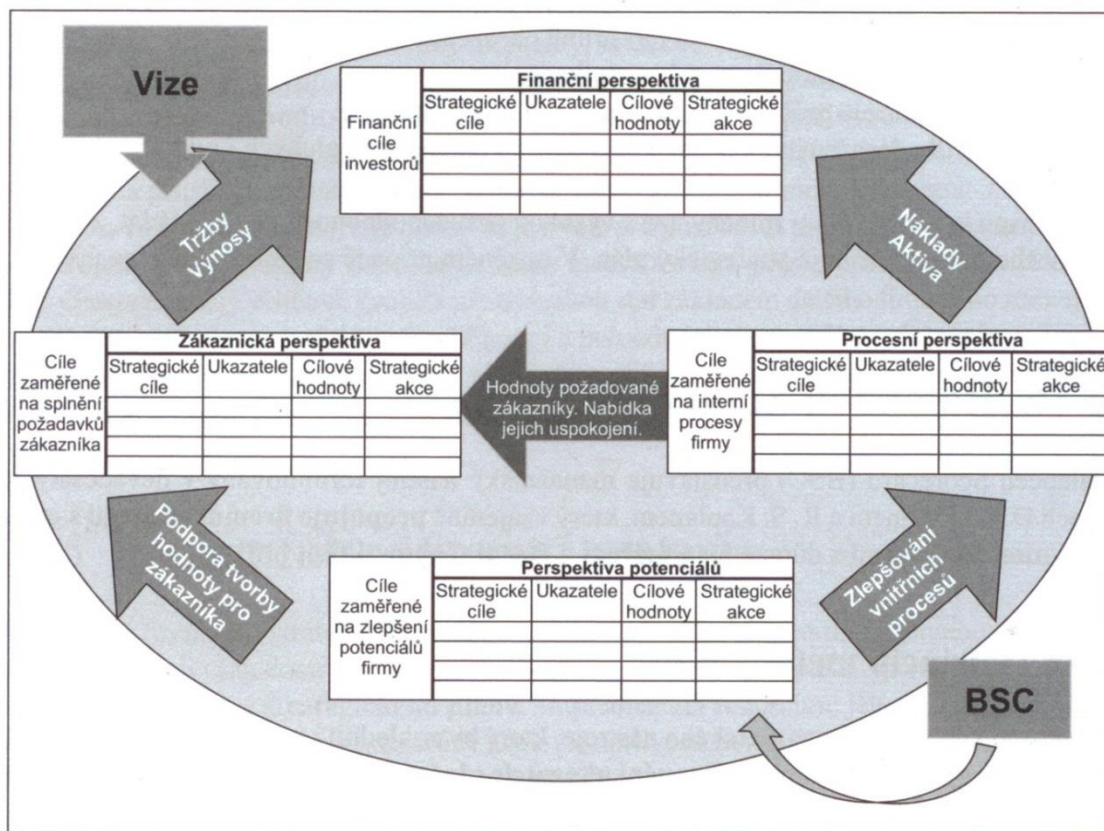 Vize
Finanční perspektiva
Finanční
cíle
investorů
Strategické
cíle
Ukazatele
Cílové
hodnoty
Strategické
akce
Tržby
Výnosy
Náklady
Aktiva
Cíle
zaměřené
na splnění
požadavků
zákazníka
Zákaznická perspektiva
Strategické
cíle
Ukazatele
Cílové
hodnoty
Strategické
akce
Hodnoty požadované
zákazníky. Nabídka
jejich uspokojení.
Cíle
zaměřené
na interní
procesy
firmy
Procesní perspektiva
Strategické
cíle
Ukazatele
Cílové
hodnoty
Strategické
akce
Podpora tvorby
hodnoty pro
zákazníka
Cíle
zaměřené
na zlepšení
potenciálů
firmy
Perspektiva potenciálů
Strategické
cíle
Ukazatele
Cílové
hodnoty
Strategické
akce
Zlepšování
vnitřních
procesů
BSC